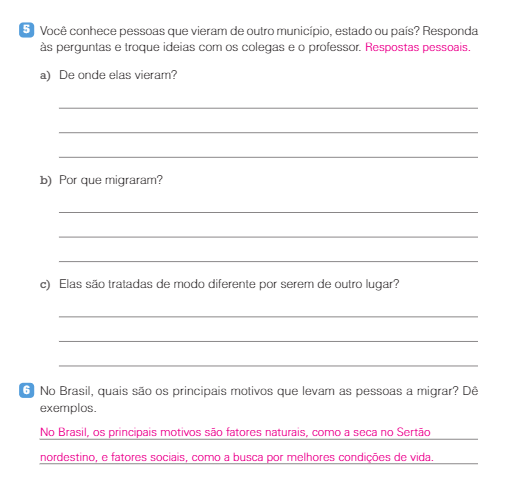 5 Você conhece pessoas que vieram de outro município, estado ou país? Responda
às perguntas e troque ideias com os colegas e o professor. Respostas pessoais.
a) De onde elas vieram?
b) Por que migraram?
c) Elas são tratadas de modo diferente por serem de outro lugar?
6 No Brasil, quais são os principais motivos que levam as pessoas a migrar? Dê
exemplos.
No Brasil, os principais motivos são fatores naturais, como a seca no Sertão
nordestino, e fatores sociais, como a busca por melhores condições de vida.